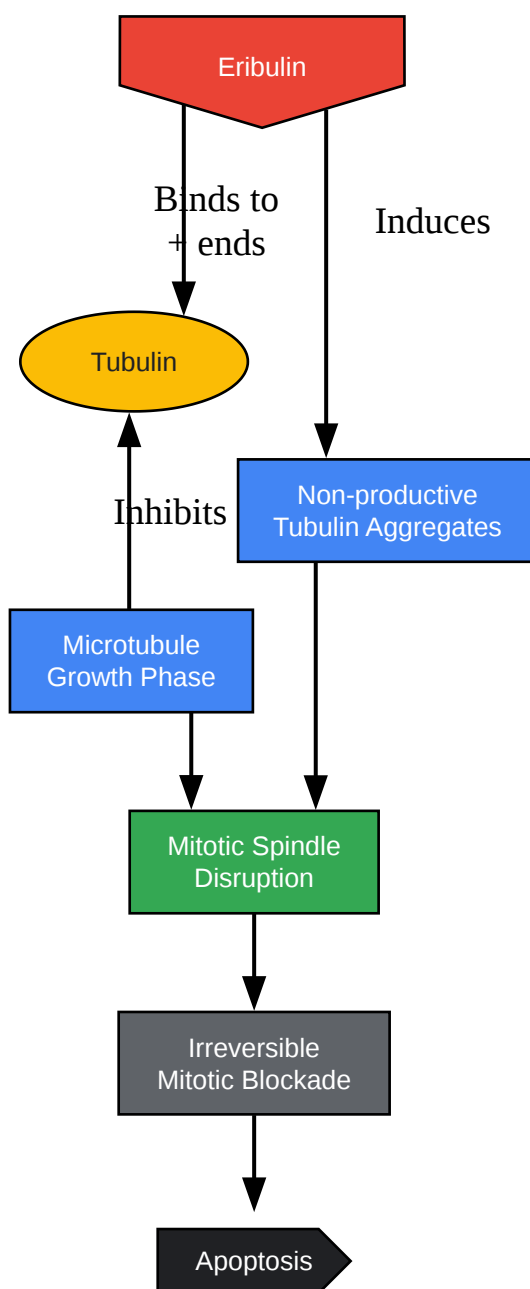 Eribulin
Binds to
+ ends
Induces
Tubulin
Non-productive
Tubulin Aggregates
Inhibits
Microtubule
Growth Phase
Mitotic Spindle
Disruption
Irreversible
Mitotic Blockade
Apoptosis